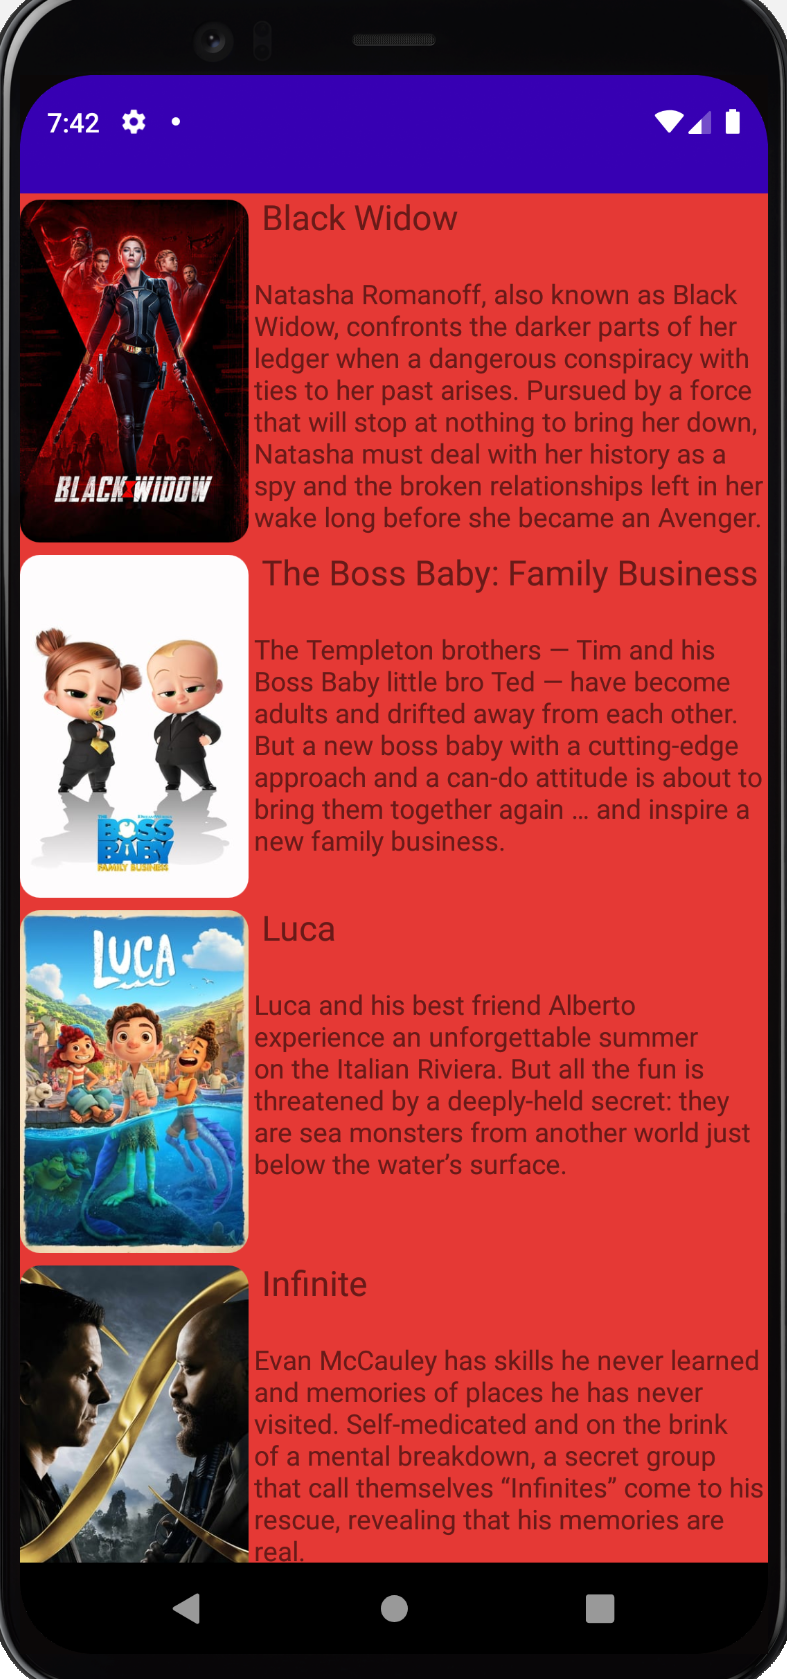 7:42
Black Widow
Natasha Romanoff, also known as Black
Widow, confronts the darker parts of her
ledger when a dangerous conspiracy with
ties to her past arises. Pursued by a force
that will stop at nothing to bring her down,
Natasha must deal with her history as a
spy and the broken relationships left in her
wake long before she became an Avenger.
BLACK WIDOW
The Boss Baby: Family Business
The Templeton brothers — Tim and his
Boss Baby little bro Ted — have become
adults and drifted away from each other.
But a new boss baby with a cutting-edge
approach and a can-do attitude is about to
bring them together again … and inspire a
new family business.
THE
BOSS
BABY
FAMILY BUSINESS
Luca
LUCA
Luca and his best friend Alberto
experience an unforgettable summer
on the Italian Riviera. But all the fun is
threatened by a deeply-held secret: they
are sea monsters from another world just
below the water’s surface.
Infinite
Evan McCauley has skills he never learned
and memories of places he has never
visited. Self-medicated and on the brink
of a mental breakdown, a secret group
that call themselves “Infinites” come to his
rescue, revealing that his memories are
real.